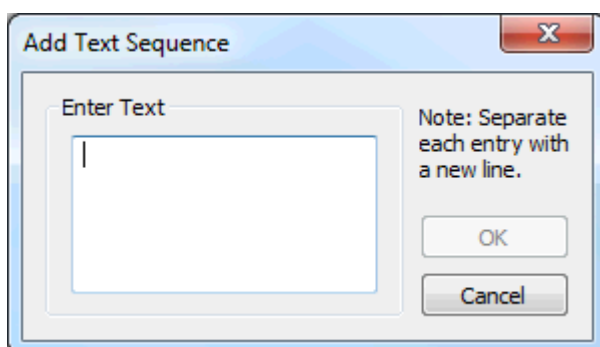 Add Text Sequence
Enter Text
Note: Separate
each entry with
a new line.
OK
Cancel